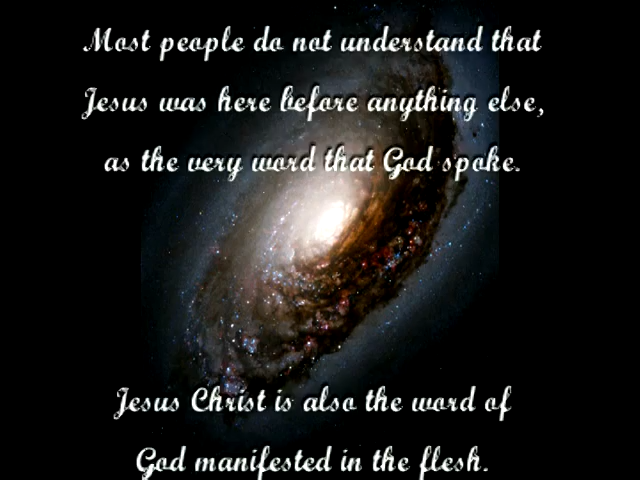 Most people do not understand that
Jesus was here before anything else,
as the very word that God spoke.
Jesus Christ is also the word of
God manifested in the flesh.